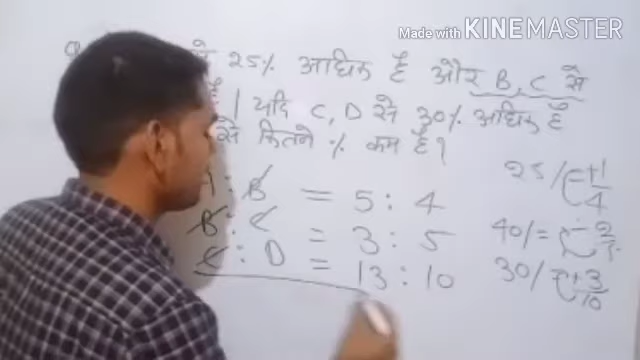 Made with KINEMASTER
25% अधिक है और B, C से
है। यदि C, D से 30% अधिक है
से कितने % कम है?
A : B = 5 : 4
25% = +1/4
B : C = 3 : 5
40% = -2/5
C : D = 13 : 10
30% = +3/10